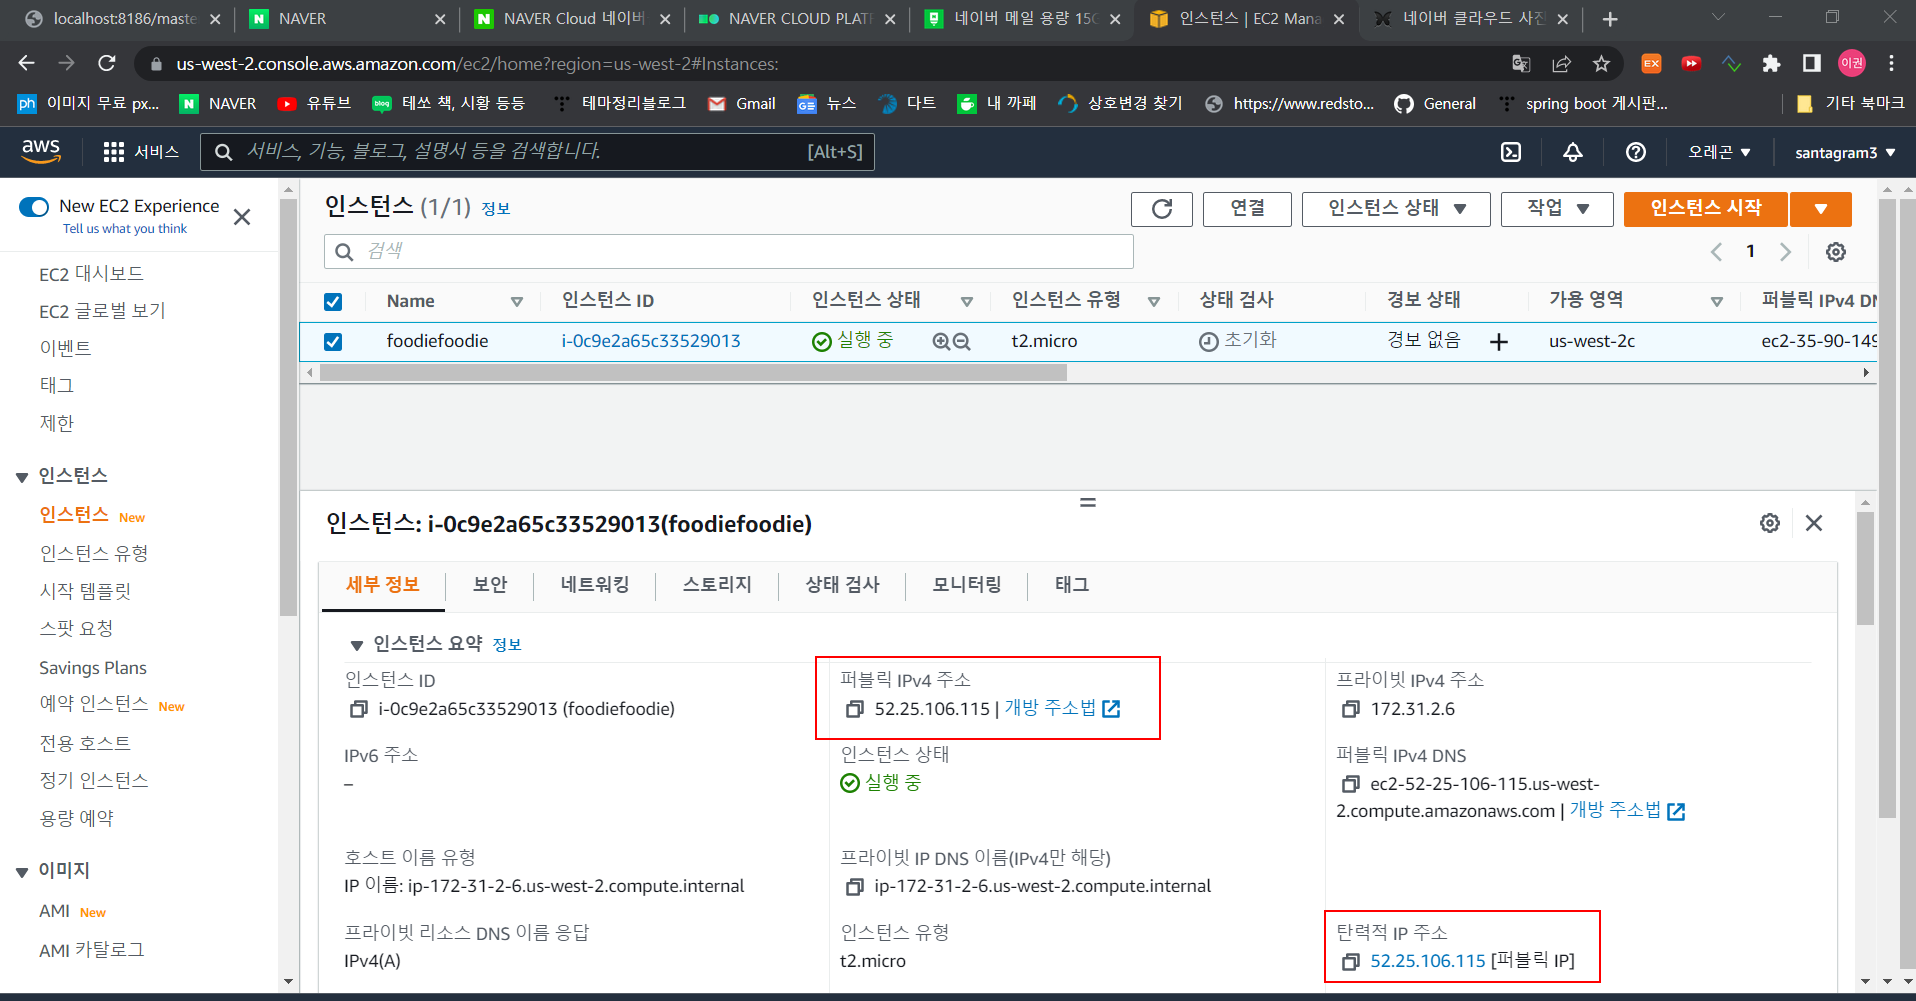 localhost:8186/maste
NAVER
NAVER Cloud 네이버
NAVER CLOUD PLAT
네이버 메일 용량 15G
인스턴스 | EC2 Mana
네이버 클라우드 사진
us-west-2.console.aws.amazon.com/ec2/home?region=us-west-2#Instances:
EX
이권
ph 이미지 무료 px...
NAVER
유튜브
blog 테쏘 책, 시황 등등
테마정리블로그
Gmail
뉴스
다트
내 까페
상호변경 찾기
https://www.redsto...
General
spring boot 게시판...
기타 북마크
aws
서비스
서비스, 기능, 블로그, 설명서 등을 검색합니다.
[Alt+S]
오레곤
santagram3
New EC2 Experience
Tell us what you think
EC2 대시보드
EC2 글로벌 보기
이벤트
태그
제한
인스턴스
인스턴스 New
인스턴스 유형
시작 템플릿
스팟 요청
Savings Plans
예약 인스턴스 New
전용 호스트
정기 인스턴스
용량 예약
이미지
AMI New
AMI 카탈로그
인스턴스 (1/1) 정보
연결
인스턴스 상태
작업
인스턴스 시작
검색
1
Name 인스턴스 ID 인스턴스 상태 인스턴스 유형 상태 검사 경보 상태 가용 영역 퍼블릭 IPv4 DN
foodiefoodie i-0c9e2a65c33529013 실행 중 t2.micro 초기화 경보 없음 us-west-2c ec2-35-90-149
인스턴스: i-0c9e2a65c33529013(foodiefoodie)
세부 정보 보안 네트워킹 스토리지 상태 검사 모니터링 태그
인스턴스 요약 정보
인스턴스 ID
i-0c9e2a65c33529013 (foodiefoodie)
퍼블릭 IPv4 주소
52.25.106.115 | 개방 주소법
프라이빗 IPv4 주소
172.31.2.6
IPv6 주소
–
인스턴스 상태
실행 중
퍼블릭 IPv4 DNS
ec2-52-25-106-115.us-west-
2.compute.amazonaws.com | 개방 주소법
호스트 이름 유형
IP 이름: ip-172-31-2-6.us-west-2.compute.internal
프라이빗 IP DNS 이름(IPv4만 해당)
ip-172-31-2-6.us-west-2.compute.internal
프라이빗 리소스 DNS 이름 응답
IPv4(A)
인스턴스 유형
t2.micro
탄력적 IP 주소
52.25.106.115 [퍼블릭 IP]